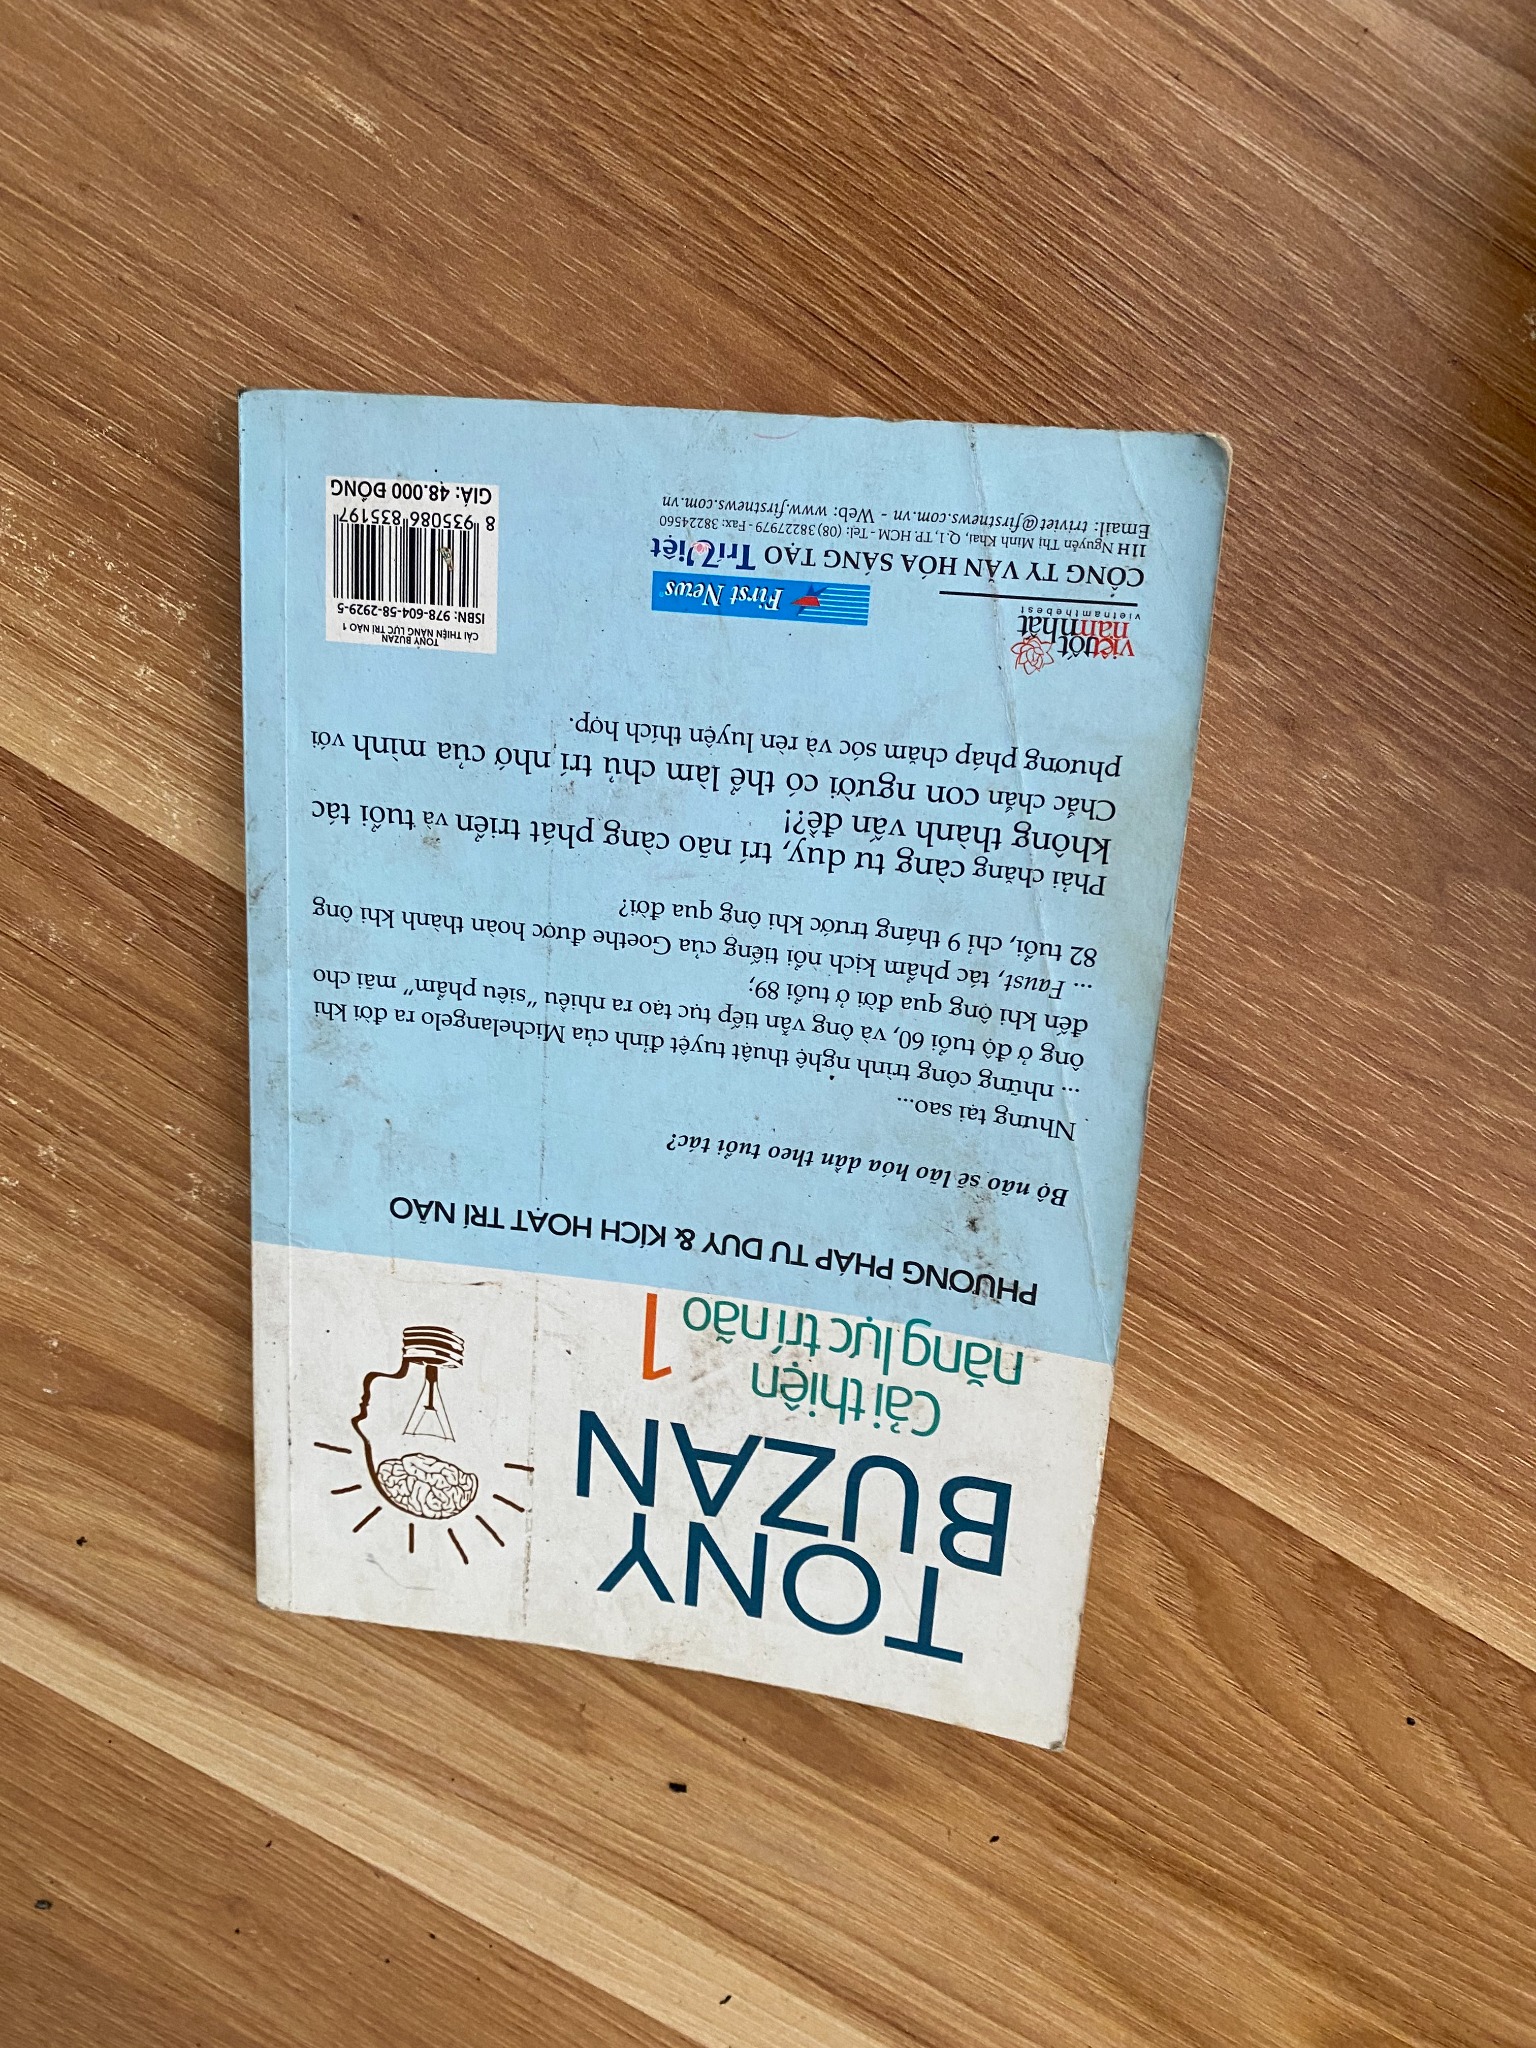 TONY
BUZAN
Cải thiện
năng lực trí não 1
PHƯƠNG PHÁP TƯ DUY & KÍCH HOẠT TRÍ NÃO
Bộ não sẽ lão hóa dần theo tuổi tác?
Nhưng tại sao...
... những công trình nghệ thuật tuyệt đỉnh của Michelangelo ra đời khi
ông ở độ tuổi 60, và ông vẫn tiếp tục tạo ra nhiều "siêu phẩm" mãi cho
đến khi ông qua đời ở tuổi 89;
... Faust, tác phẩm kịch nổi tiếng của Goethe được hoàn thành khi ông
82 tuổi, chỉ 9 tháng trước khi ông qua đời?
Phải chăng càng tư duy, trí não càng phát triển và tuổi tác
không thành vấn đề?!
Chắc chắn con người có thể làm chủ trí nhớ của mình với
phương pháp chăm sóc và rèn luyện thích hợp.
việt nam
tốt nhất
vietnamthebest
First News
CÔNG TY VĂN HÓA SÁNG TẠO Trí Việt
11H Nguyễn Thị Minh Khai, Q.1, TP. HCM - Tel: (08) 38227979 - Fax: 38224560
Email: triviet@firstnews.com.vn - Web: www.firstnews.com.vn
TONY BUZAN
CẢI THIỆN NĂNG LỰC TRÍ NÃO 1
ISBN: 978-604-58-2929-5
8 935086 835197
GIÁ: 48.000 ĐỒNG